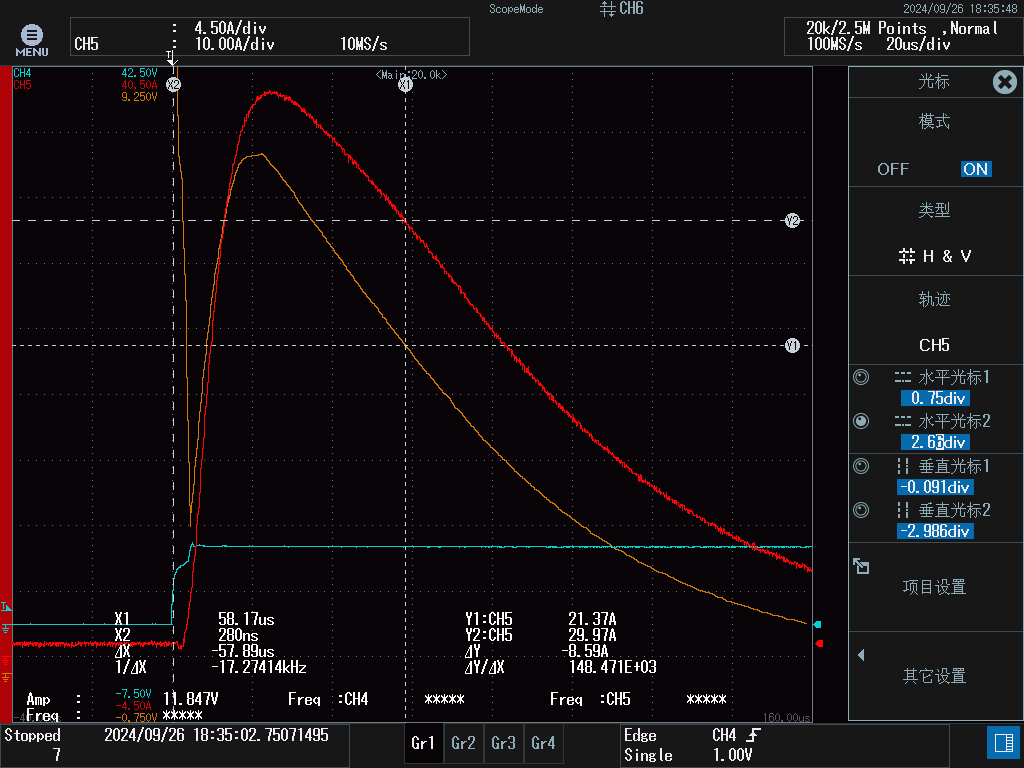 ScopeMode
CH6
2024/09/26 18:35:48
MENU
CH5
: 4.50A/div
: 10.00A/div 10MS/s
20k/2.5M Points ,Normal
100MS/s 20us/div
CH4 42.50V
CH5 40.50A
9.250V
<Main:20.0k>
X2
X1
Y2
Y1
光标
模式
OFF ON
类型
H & V
轨迹
CH5
水平光标1
0.75div
水平光标2
垂直光标1
-0.091div
垂直光标2
-2.986div
项目设置
其它设置
X1 58.17us Y1:CH5 21.37A
X2 280ns Y2:CH5 29.97A
ΔX -57.89us ΔY -8.59A
1/ΔX -17.27414kHz ΔY/ΔX 148.471E+03
-7.50V
Amp : 11.847V Freq :CH4 ***** Freq :CH5 *****
-4.50A
Freq : *****
-0.750V
160.00us
Stopped 2024/09/26 18:35:02.75071495
7
Gr1 Gr2 Gr3 Gr4
Edge CH4
Single 1.00V